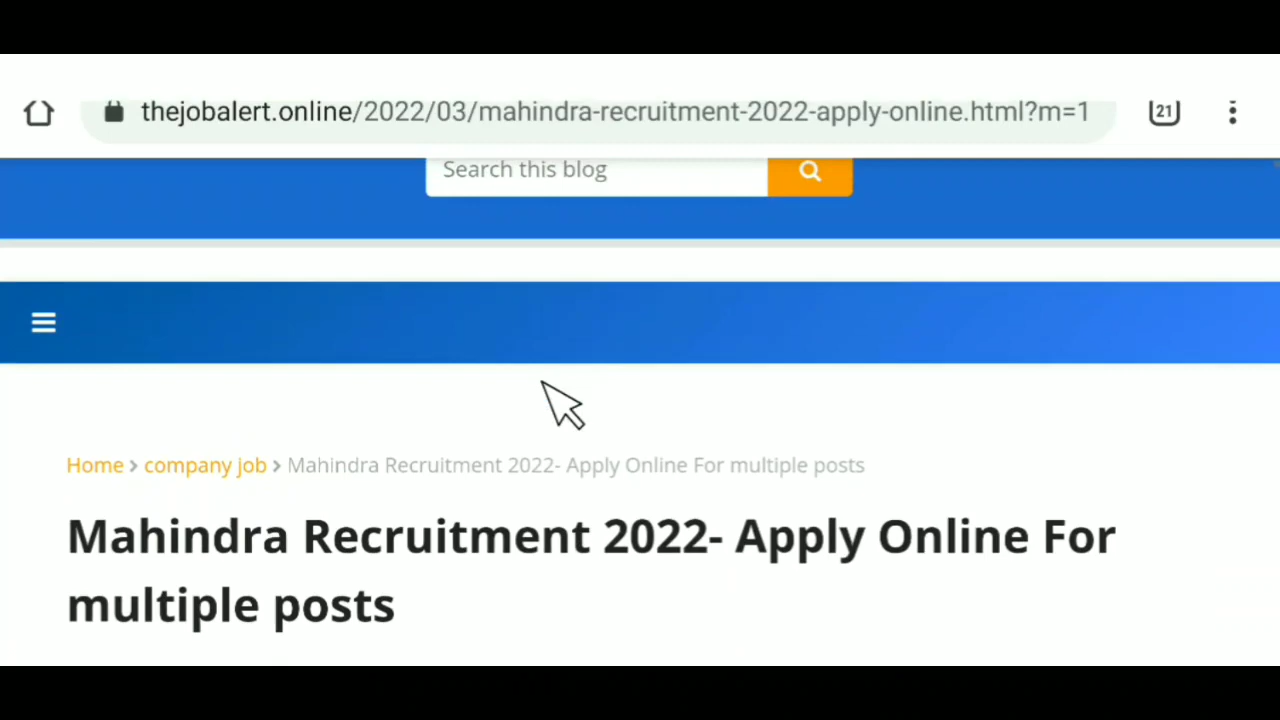 thejobalert.online/2022/03/mahindra-recruitment-2022-apply-online.html?m=1
21
Search this blog
Home > company job > Mahindra Recruitment 2022- Apply Online For multiple posts
Mahindra Recruitment 2022- Apply Online For
multiple posts